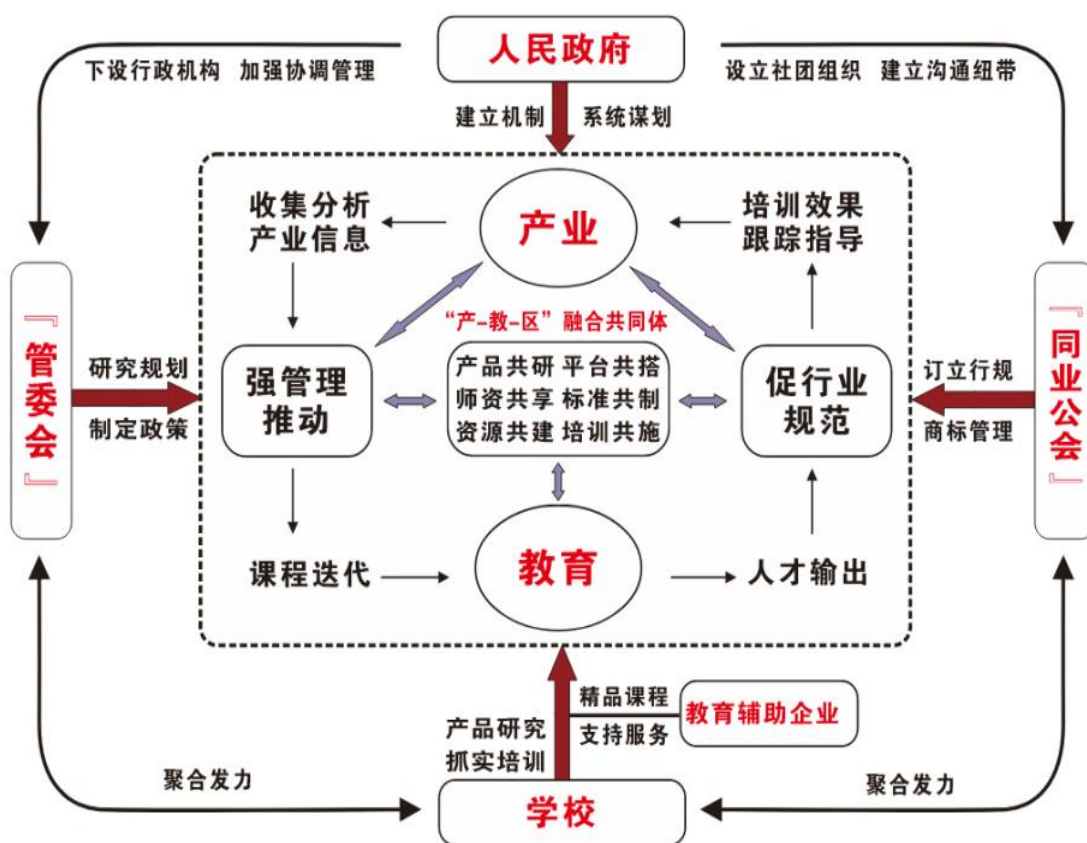 人民政府
下设行政机构 加强协调管理
设立社团组织 建立沟通纽带
建立机制 系统谋划
收集分析
产业信息
产业
培训效果
跟踪指导
“产-教-区”融合共同体
『管委会』
研究规划
制定政策
强管理
推动
产品共研 平台共搭
师资共享 标准共制
资源共建 培训共施
促行业
规范
订立行规
商标管理
『同业公会』
课程迭代
教育
人才输出
产品研究
抓实培训
精品课程
支持服务
教育辅助企业
聚合发力
学校
聚合发力